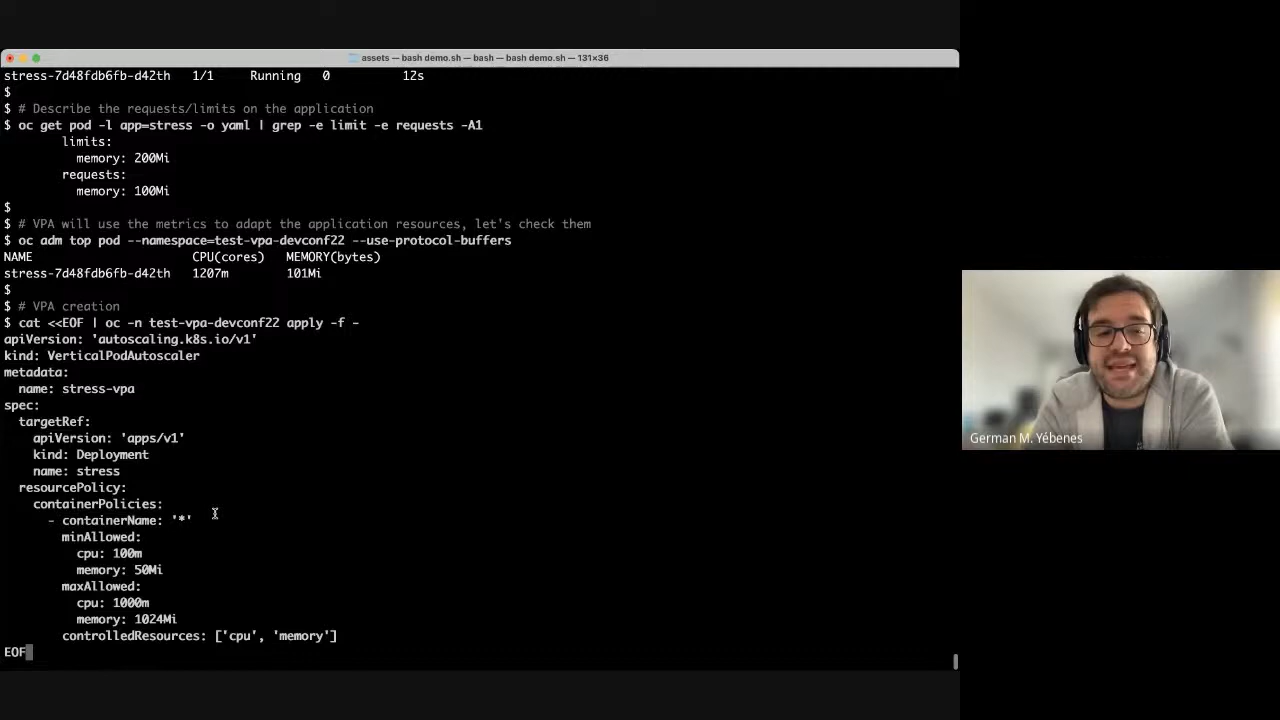 assets — bash demo.sh — bash — bash demo.sh — 131×36
stress-7d48fdb6fb-d42th   1/1     Running   0          12s
$
$ # Describe the requests/limits on the application
$ oc get pod -l app=stress -o yaml | grep -e limit -e requests -A1
        limits:
          memory: 200Mi
        requests:
          memory: 100Mi
$
$ # VPA will use the metrics to adapt the application resources, let's check them
$ oc adm top pod --namespace=test-vpa-devconf22 --use-protocol-buffers
NAME                      CPU(cores)   MEMORY(bytes)
stress-7d48fdb6fb-d42th   1207m        101Mi
$
$ # VPA creation
$ cat <<EOF | oc -n test-vpa-devconf22 apply -f -
apiVersion: 'autoscaling.k8s.io/v1'
kind: VerticalPodAutoscaler
metadata:
  name: stress-vpa
spec:
  targetRef:
    apiVersion: 'apps/v1'
    kind: Deployment
    name: stress
  resourcePolicy:
    containerPolicies:
      - containerName: '*'
        minAllowed:
          cpu: 100m
          memory: 50Mi
        maxAllowed:
          cpu: 1000m
          memory: 1024Mi
        controlledResources: ['cpu', 'memory']
EOF
German M. Yébenes